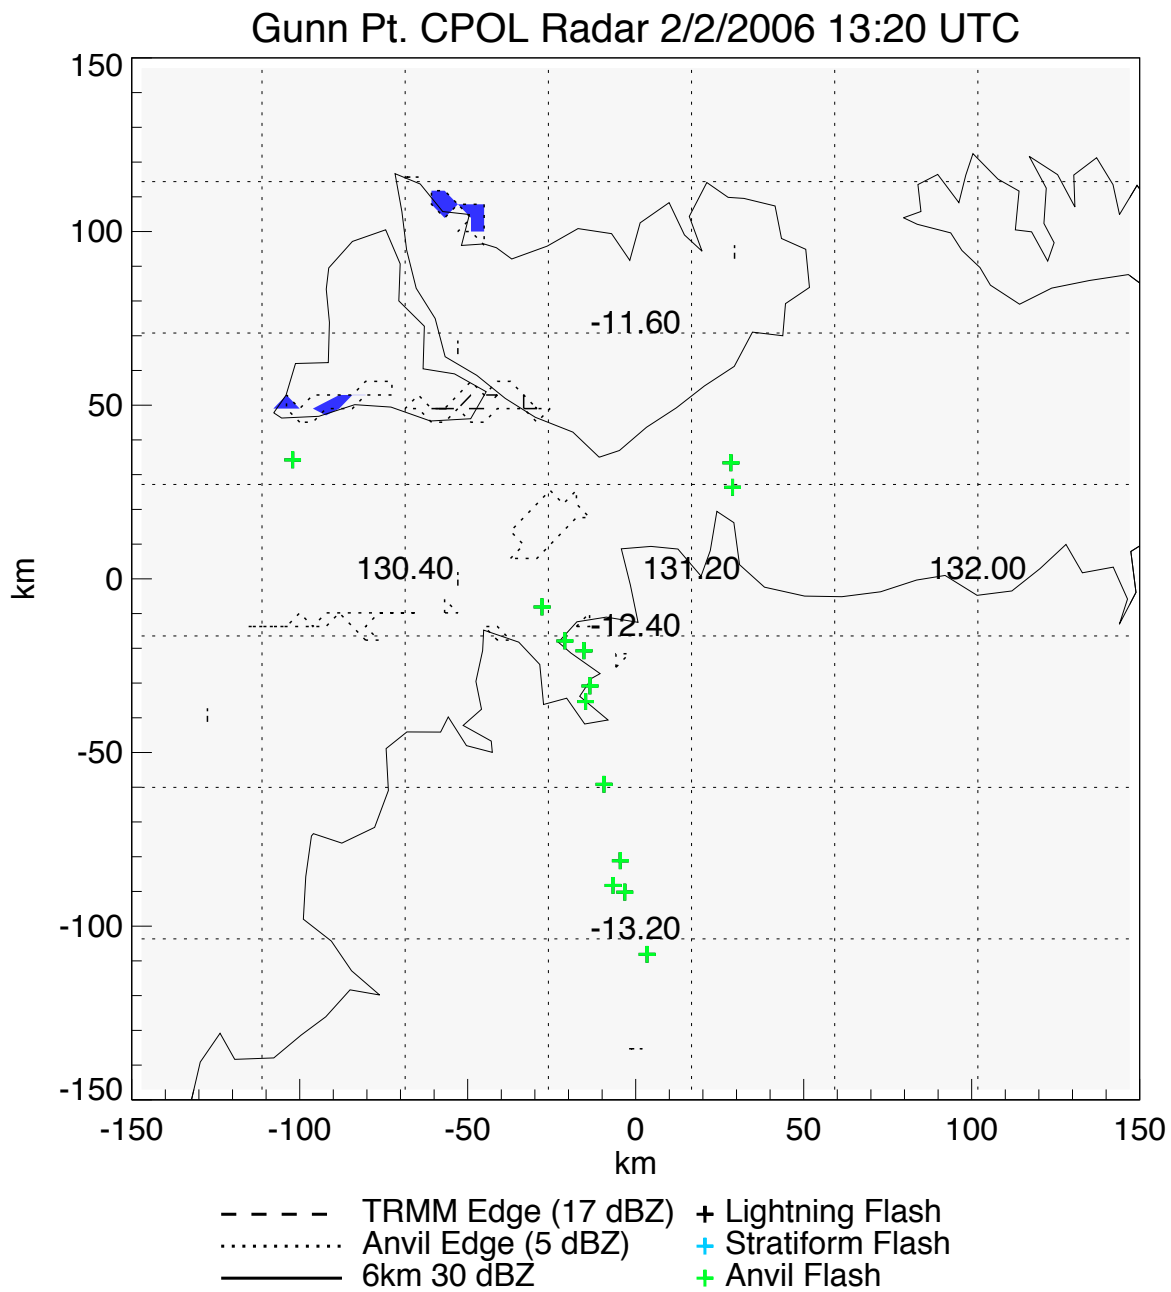 Gunn Pt. CPOL Radar 2/2/2006 13:20 UTC
150
100
50
0
-50
-100
-150
km
-11.60
130.40
131.20
132.00
-12.40
-13.20
-150
-100
-50
0
50
100
150
km
TRMM Edge (17 dBZ)
Anvil Edge (5 dBZ)
6km 30 dBZ
Lightning Flash
Stratiform Flash
Anvil Flash